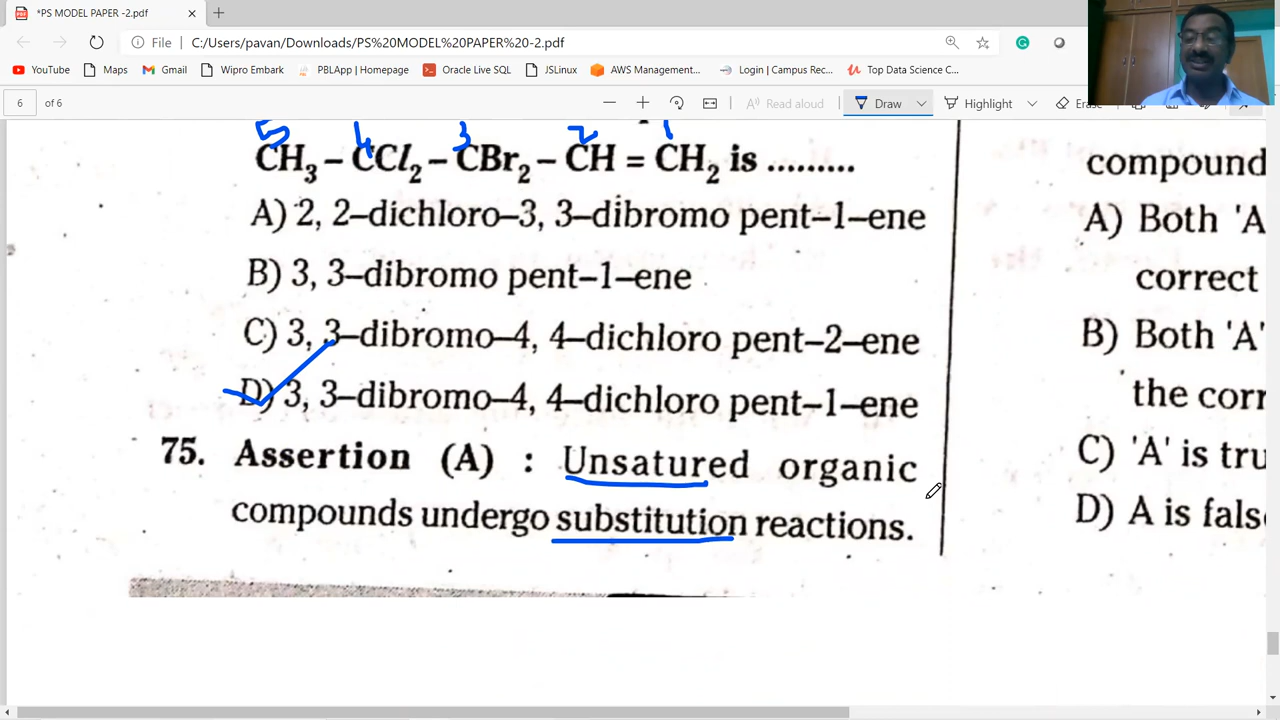 *PS MODEL PAPER -2.pdf
File C:/Users/pavan/Downloads/PS%20MODEL%20PAPER%20-2.pdf
YouTube Maps Gmail Wipro Embark PBLApp | Homepage Oracle Live SQL JSLinux AWS Management... Login | Campus Rec... Top Data Science C...
6 of 6 Read aloud Draw Highlight Erase
5 4 3 2 1
CH3 – CCl2 – CBr2 – CH = CH2 is .........
A) 2, 2–dichloro–3, 3–dibromo pent–1–ene
B) 3, 3–dibromo pent–1–ene
C) 3, 3–dibromo–4, 4–dichloro pent–2–ene
D) 3, 3–dibromo–4, 4–dichloro pent–1–ene
75. Assertion (A) : Unsatured organic
compounds undergo substitution reactions.
compound
A) Both 'A
correct
B) Both 'A'
the corr
C) 'A' is tru
D) A is fals